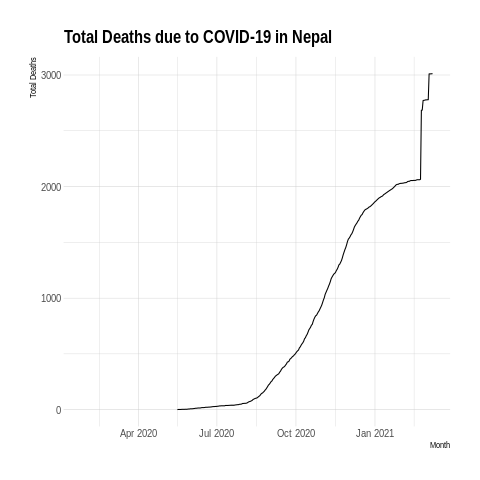 Total Deaths due to COVID-19 in Nepal
Total Deaths
3000
2000
1000
0
Apr 2020 Jul 2020 Oct 2020 Jan 2021
Month